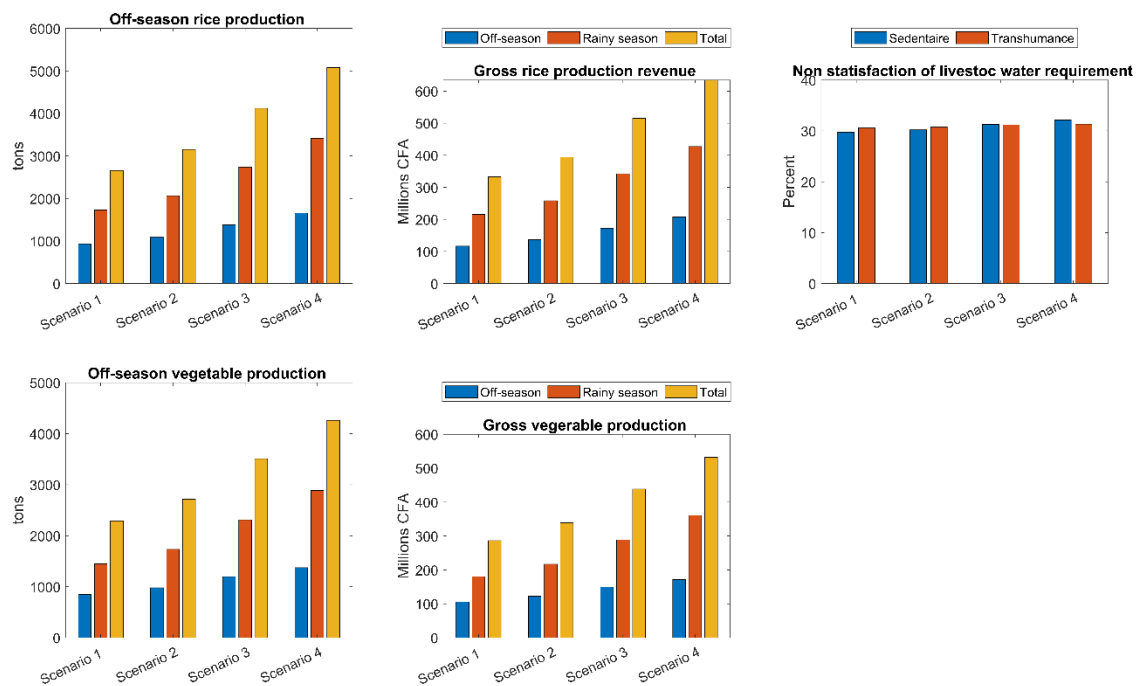 Off-season rice production
6000
5000
4000
3000
2000
1000
0
tons
Scenario 1
Scenario 2
Scenario 3
Scenario 4
Off-season
Rainy season
Total
Gross rice production revenue
600
500
400
300
200
100
0
Millions CFA
Scenario 1
Scenario 2
Scenario 3
Scenario 4
Sedentaire
Transhumance
Non statisfaction of livestoc water requirement
40
30
20
10
0
Percent
Scenario 1
Scenario 2
Scenario 3
Scenario 4
Off-season vegetable production
5000
4000
3000
2000
1000
0
tons
Scenario 1
Scenario 2
Scenario 3
Scenario 4
Off-season
Rainy season
Total
Gross vegerable production
600
500
400
300
200
100
0
Millions CFA
Scenario 1
Scenario 2
Scenario 3
Scenario 4